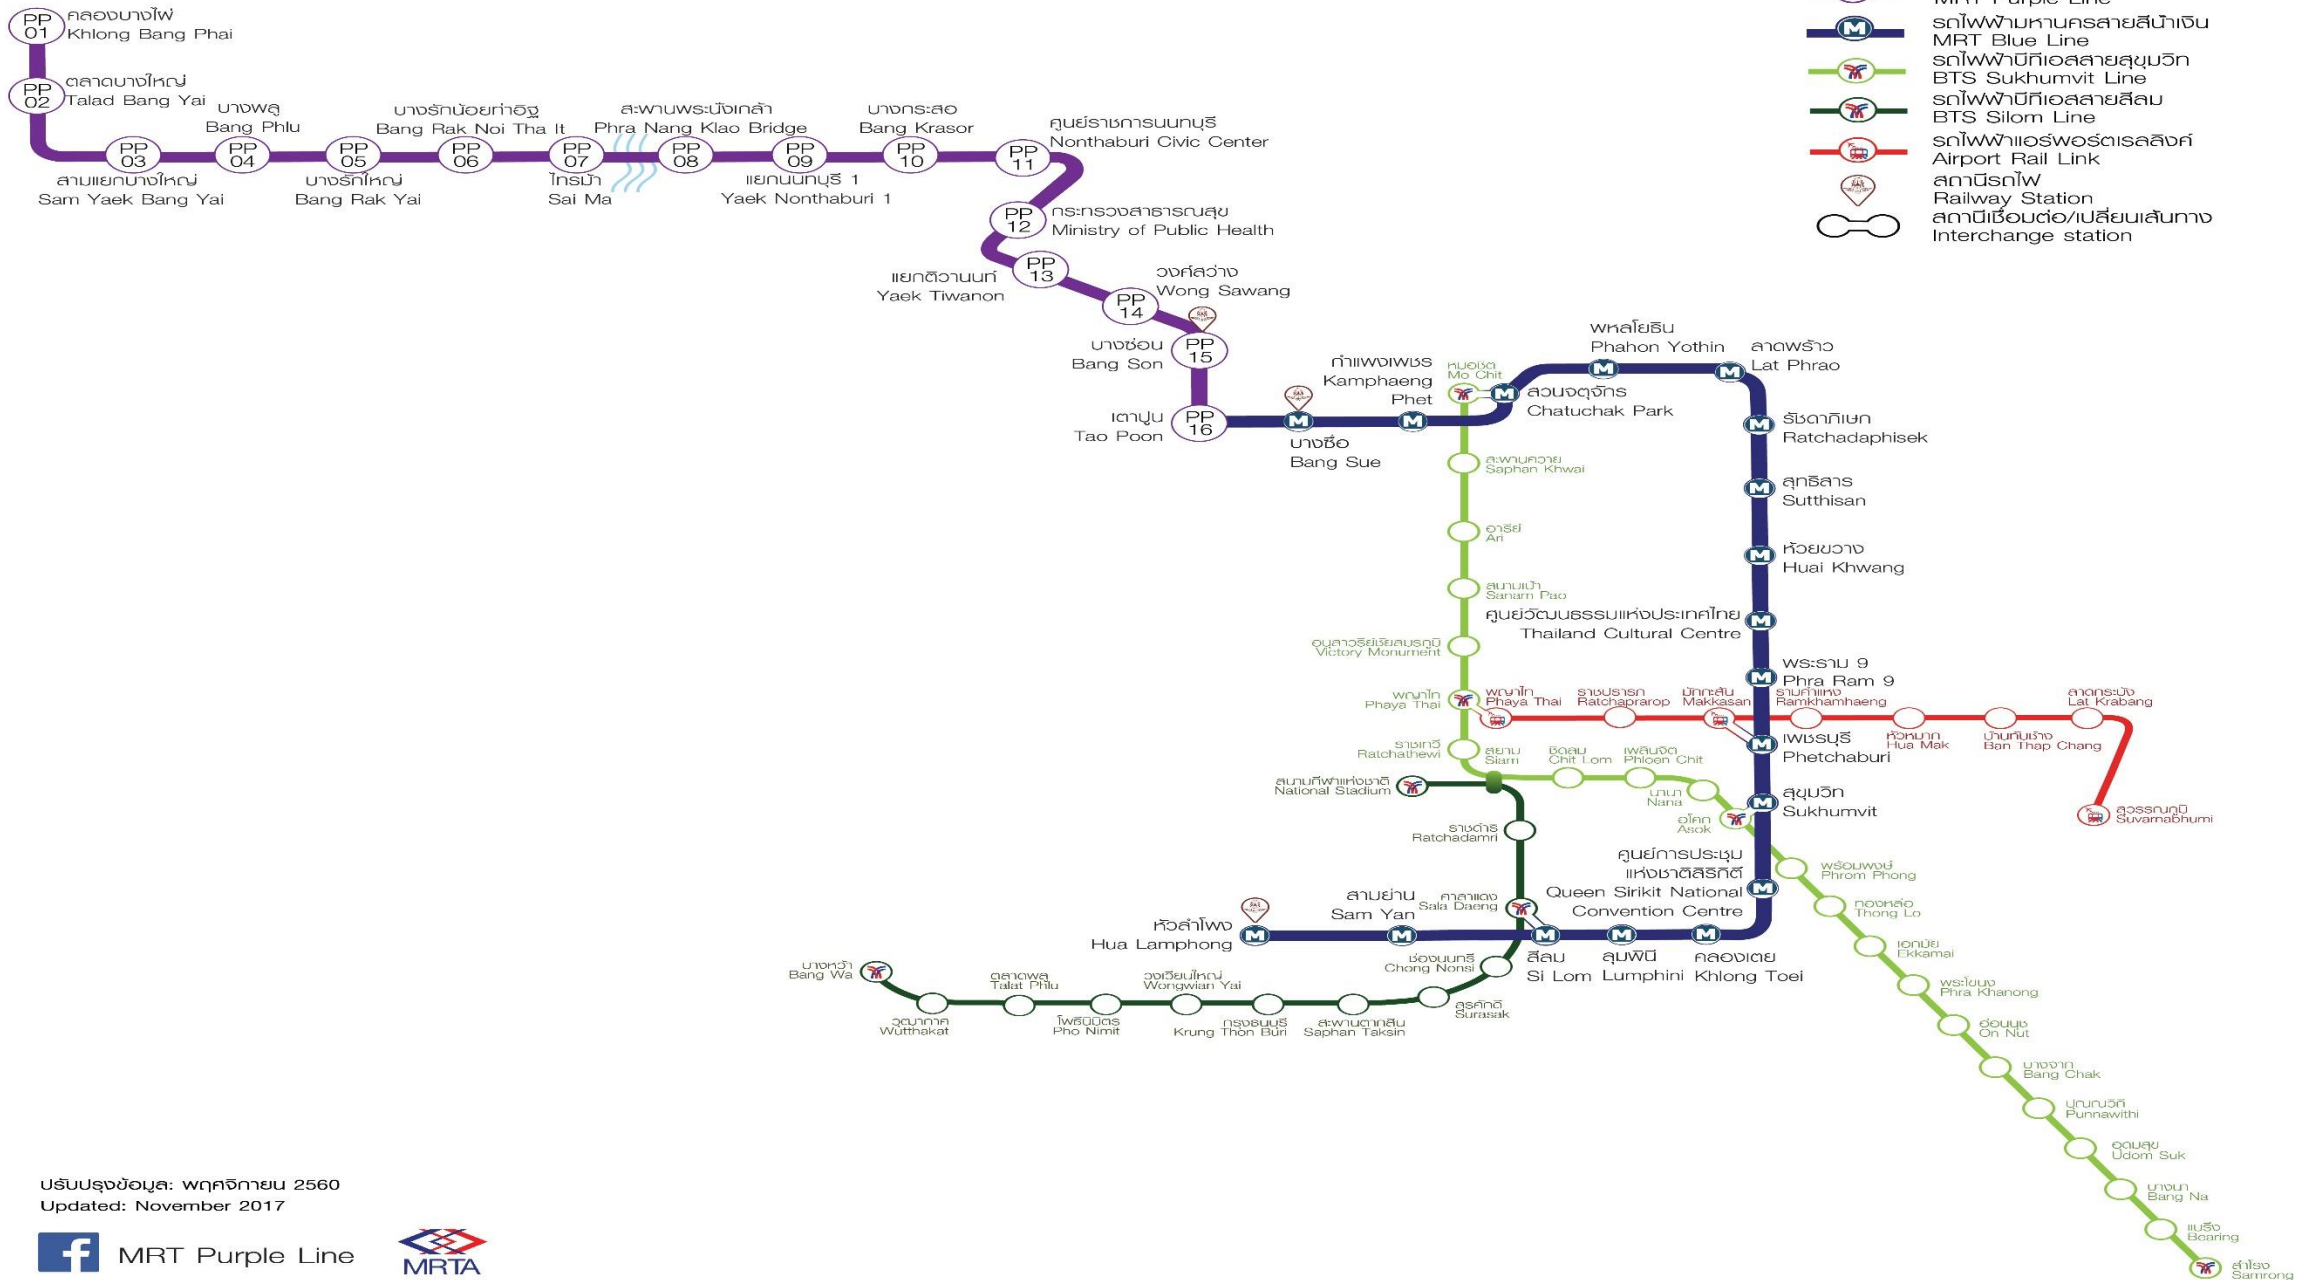 PP
01
คลองบางไผ่
Khlong Bang Phai
PP
02
ตลาดบางใหญ่
Talad Bang Yai
PP
03
สามแยกบางใหญ่
Sam Yaek Bang Yai
บางพลู
Bang Phlu
PP
04
PP
05
บางรักใหญ่
Bang Rak Yai
บางรักน้อยท่าอิฐ
Bang Rak Noi Tha It
PP
06
PP
07
ไทรม้า
Sai Ma
สะพานพระนั่งเกล้า
Phra Nang Klao Bridge
PP
08
PP
09
แยกนนทบุรี 1
Yaek Nonthaburi 1
บางกระสอ
Bang Krasor
PP
10
PP
11
ศูนย์ราชการนนทบุรี
Nonthaburi Civic Center
PP
12
กระทรวงสาธารณสุข
Ministry of Public Health
PP
13
แยกติวานนท์
Yaek Tiwanon
PP
14
วงศ์สว่าง
Wong Sawang
PP
15
บางซ่อน
Bang Son
PP
16
เตาปูน
Tao Poon
MRT Purple Line
รถไฟฟ้ามหานครสายสีน้ำเงิน
MRT Blue Line
รถไฟฟ้าบีทีเอสสายสุขุมวิท
BTS Sukhumvit Line
รถไฟฟ้าบีทีเอสสายสีลม
BTS Silom Line
รถไฟฟ้าแอร์พอร์ตเรลลิงค์
Airport Rail Link
สถานีรถไฟ
Railway Station
สถานีเชื่อมต่อ/เปลี่ยนเส้นทาง
Interchange station
บางซื่อ
Bang Sue
กำแพงเพชร
Kamphaeng
Phet
หมอชิต
Mo Chit
สวนจตุจักร
Chatuchak Park
พหลโยธิน
Phahon Yothin
ลาดพร้าว
Lat Phrao
รัชดาภิเษก
Ratchadaphisek
สุทธิสาร
Sutthisan
ห้วยขวาง
Huai Khwang
ศูนย์วัฒนธรรมแห่งประเทศไทย
Thailand Cultural Centre
พระราม 9
Phra Ram 9
เพชรบุรี
Phetchaburi
สุขุมวิท
Sukhumvit
ศูนย์การประชุม
แห่งชาติสิริกิติ์
Queen Sirikit National
Convention Centre
คลองเตย
Khlong Toei
ลุมพินี
Lumphini
สีลม
Si Lom
สามย่าน
Sam Yan
หัวลำโพง
Hua Lamphong
สะพานควาย
Saphan Khwai
อารีย์
Ari
สนามเป้า
Sanam Pao
อนุสาวรีย์ชัยสมรภูมิ
Victory Monument
พญาไท
Phaya Thai
ราชเทวี
Ratchathewi
สยาม
Siam
ชิดลม
Chit Lom
เพลินจิต
Phloen Chit
นานา
Nana
อโศก
Asok
พร้อมพงษ์
Phrom Phong
ทองหล่อ
Thong Lo
เอกมัย
Ekkamai
พระโขนง
Phra Khanong
อ่อนนุช
On Nut
บางจาก
Bang Chak
ปุณณวิถี
Punnawithi
อุดมสุข
Udom Suk
บางนา
Bang Na
แบริ่ง
Bearing
สำโรง
Samrong
พญาไท
Phaya Thai
ราชปรารภ
Ratchaprarop
มักกะสัน
Makkasan
รามคำแหง
Ramkhamhaeng
หัวหมาก
Hua Mak
บ้านทับช้าง
Ban Thap Chang
ลาดกระบัง
Lat Krabang
สุวรรณภูมิ
Suvarnabhumi
สนามกีฬาแห่งชาติ
National Stadium
ราชดำริ
Ratchadamri
ศาลาแดง
Sala Daeng
ช่องนนทรี
Chong Nonsi
สุรศักดิ์
Surasak
สะพานตากสิน
Saphan Taksin
กรุงธนบุรี
Krung Thon Buri
วงเวียนใหญ่
Wongwian Yai
โพธิ์นิมิตร
Pho Nimit
ตลาดพลู
Talat Phlu
วุฒากาศ
Wutthakat
บางหว้า
Bang Wa
ปรับปรุงข้อมูล: พฤศจิกายน 2560
Updated: November 2017
MRT Purple Line
MRTA